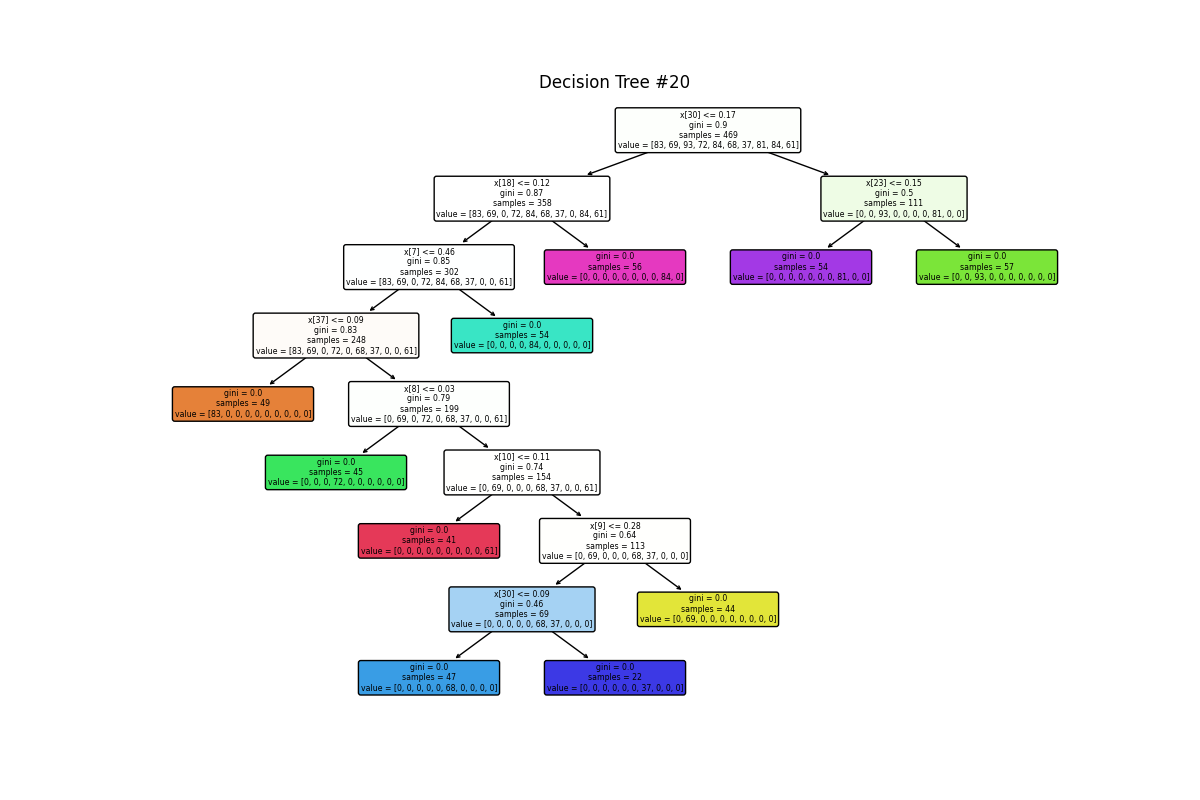 Decision Tree #20
x[30] <= 0.17
gini = 0.9
samples = 469
value = [83, 69, 93, 72, 84, 68, 37, 81, 84, 61]
x[18] <= 0.12
gini = 0.87
samples = 358
value = [83, 69, 0, 72, 84, 68, 37, 0, 84, 61]
x[23] <= 0.15
gini = 0.5
samples = 111
value = [0, 0, 93, 0, 0, 0, 0, 81, 0, 0]
x[7] <= 0.46
gini = 0.85
samples = 302
value = [83, 69, 0, 72, 84, 68, 37, 0, 0, 61]
gini = 0.0
samples = 56
value = [0, 0, 0, 0, 0, 0, 0, 0, 84, 0]
gini = 0.0
samples = 54
value = [0, 0, 0, 0, 0, 0, 0, 81, 0, 0]
gini = 0.0
samples = 57
value = [0, 0, 93, 0, 0, 0, 0, 0, 0, 0]
x[37] <= 0.09
gini = 0.83
samples = 248
value = [83, 69, 0, 72, 0, 68, 37, 0, 0, 61]
gini = 0.0
samples = 54
value = [0, 0, 0, 0, 84, 0, 0, 0, 0, 0]
gini = 0.0
samples = 49
value = [83, 0, 0, 0, 0, 0, 0, 0, 0, 0]
x[8] <= 0.03
gini = 0.79
samples = 199
value = [0, 69, 0, 72, 0, 68, 37, 0, 0, 61]
gini = 0.0
samples = 45
value = [0, 0, 0, 72, 0, 0, 0, 0, 0, 0]
x[10] <= 0.11
gini = 0.74
samples = 154
value = [0, 69, 0, 0, 0, 68, 37, 0, 0, 61]
gini = 0.0
samples = 41
value = [0, 0, 0, 0, 0, 0, 0, 0, 0, 61]
x[9] <= 0.28
gini = 0.64
samples = 113
value = [0, 69, 0, 0, 0, 68, 37, 0, 0, 0]
x[30] <= 0.09
gini = 0.46
samples = 69
value = [0, 0, 0, 0, 0, 68, 37, 0, 0, 0]
gini = 0.0
samples = 44
value = [0, 69, 0, 0, 0, 0, 0, 0, 0, 0]
gini = 0.0
samples = 47
value = [0, 0, 0, 0, 0, 68, 0, 0, 0, 0]
gini = 0.0
samples = 22
value = [0, 0, 0, 0, 0, 0, 37, 0, 0, 0]